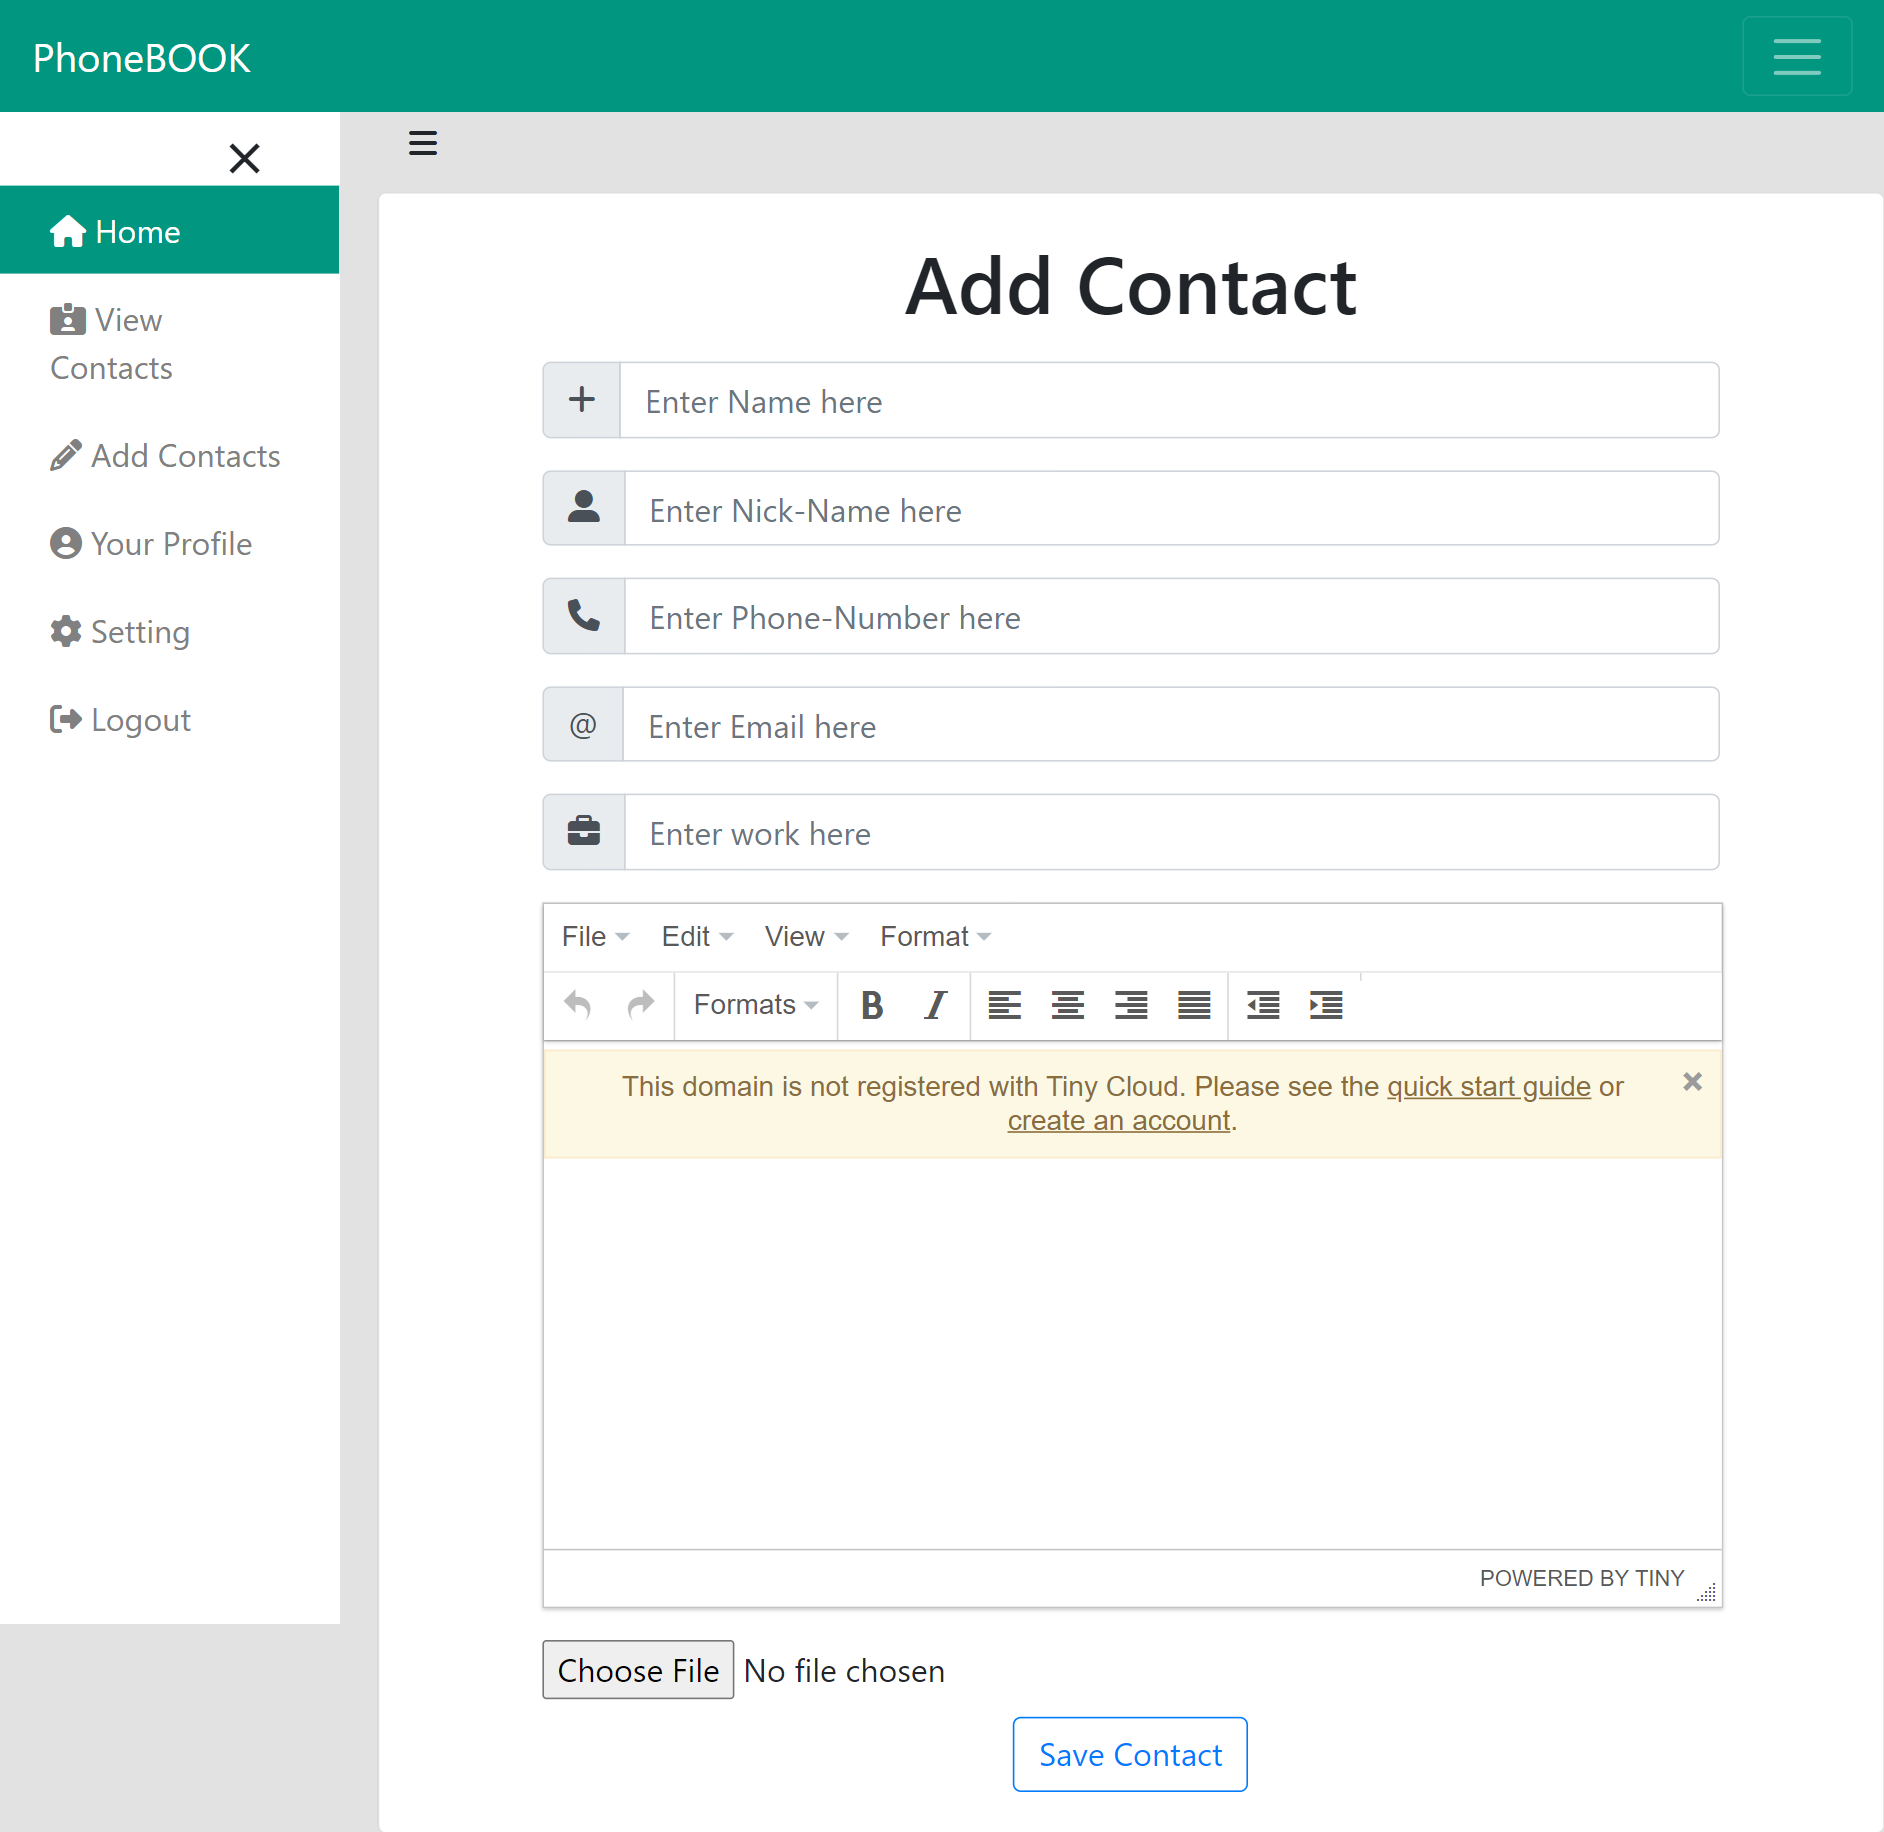 PhoneBOOK
Home
View
Contacts
Add Contacts
Your Profile
Setting
Logout
Add Contact
Enter Name here
Enter Nick-Name here
Enter Phone-Number here
@ Enter Email here
Enter work here
File Edit View Format
Formats B I
This domain is not registered with Tiny Cloud. Please see the quick start guide or
create an account.
POWERED BY TINY
Choose File No file chosen
Save Contact